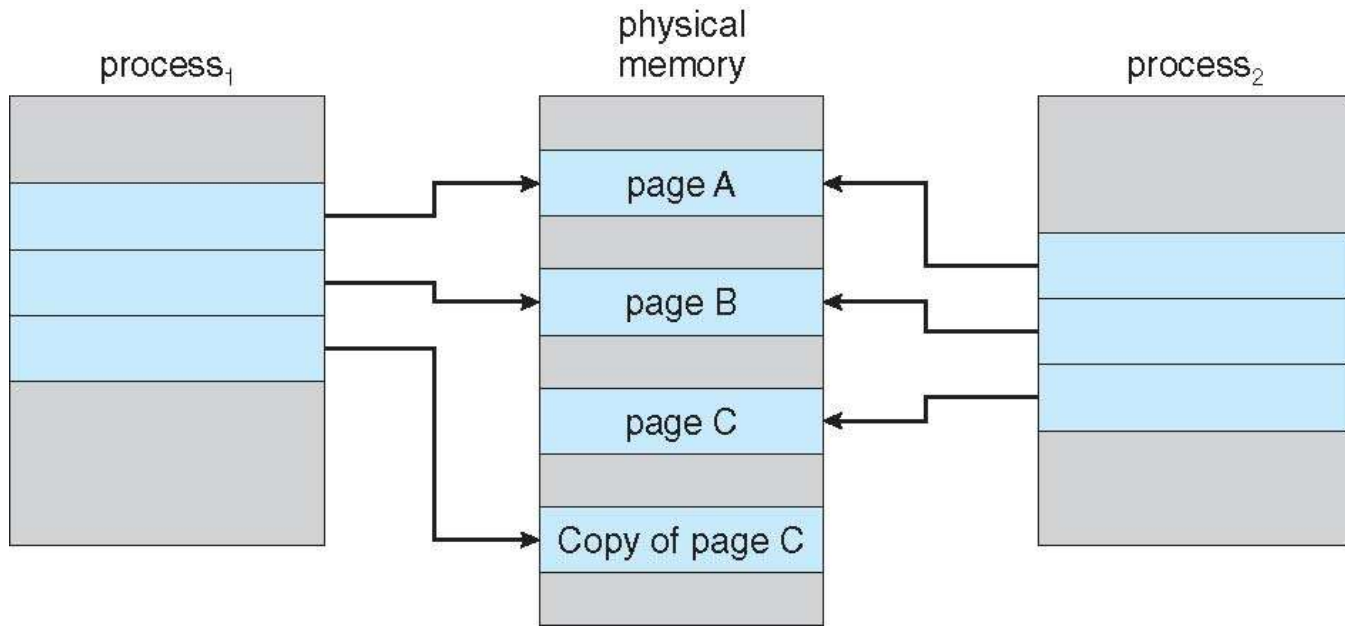 process₁
physical
memory
process₂
page A
page B
page C
Copy of page C